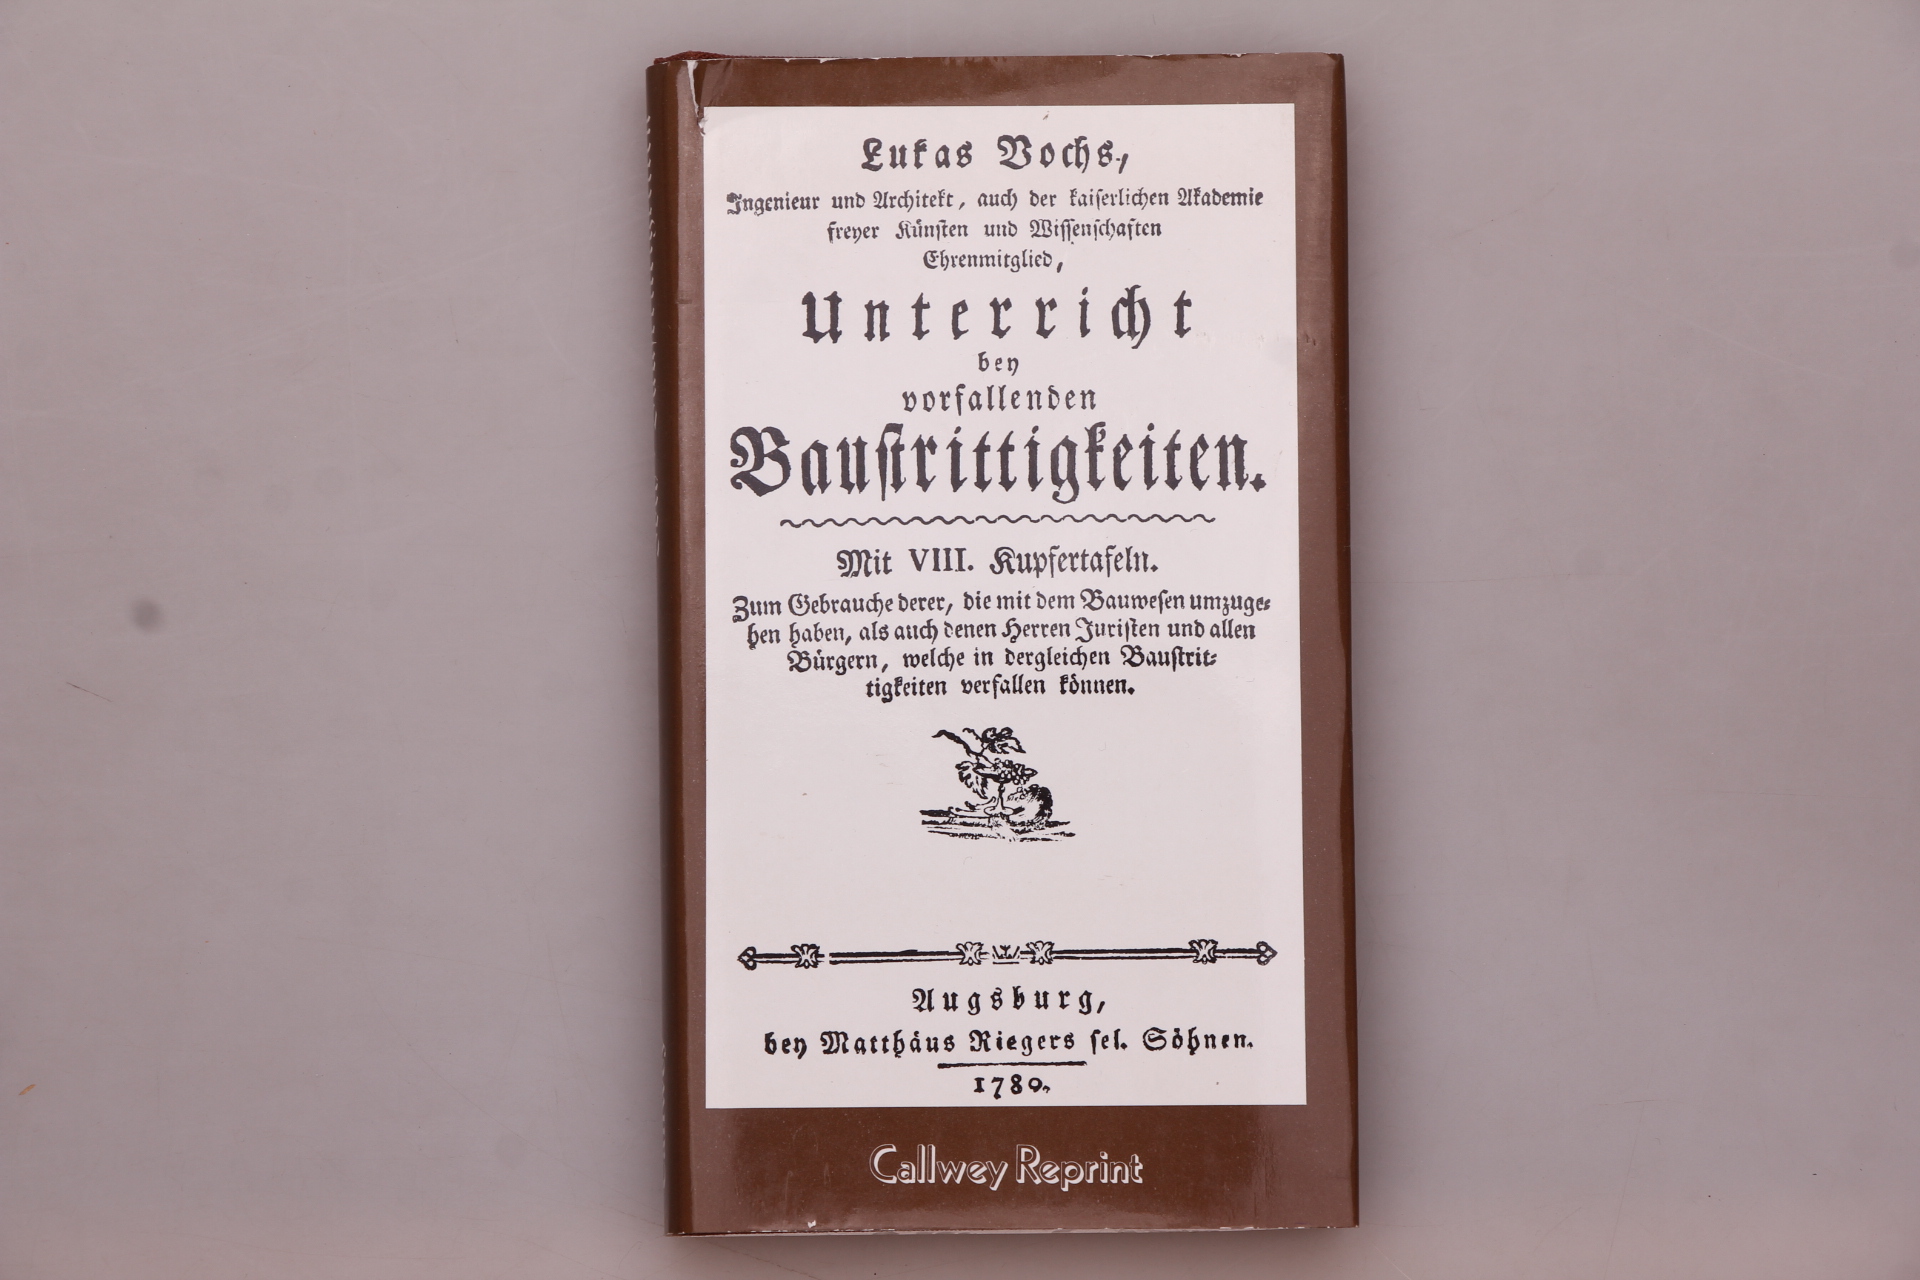 Lukas Vochs,
Ingenieur und Architekt, auch der kaiserlichen Akademie
freyer Künsten und Wissenschaften
Ehrenmitglied,
Unterricht
bey
vorfallenden
Baustrittigkeiten.
Mit VIII. Kupfertafeln.
Zum Gebrauche derer, die mit dem Bauwesen umzuge-
hen haben, als auch denen Herren Juristen und allen
Bürgern, welche in dergleichen Baustrit-
tigkeiten verfallen können.
Augsburg,
bey Matthäus Riegers sel. Söhnen.
1780.
Callwey Reprint